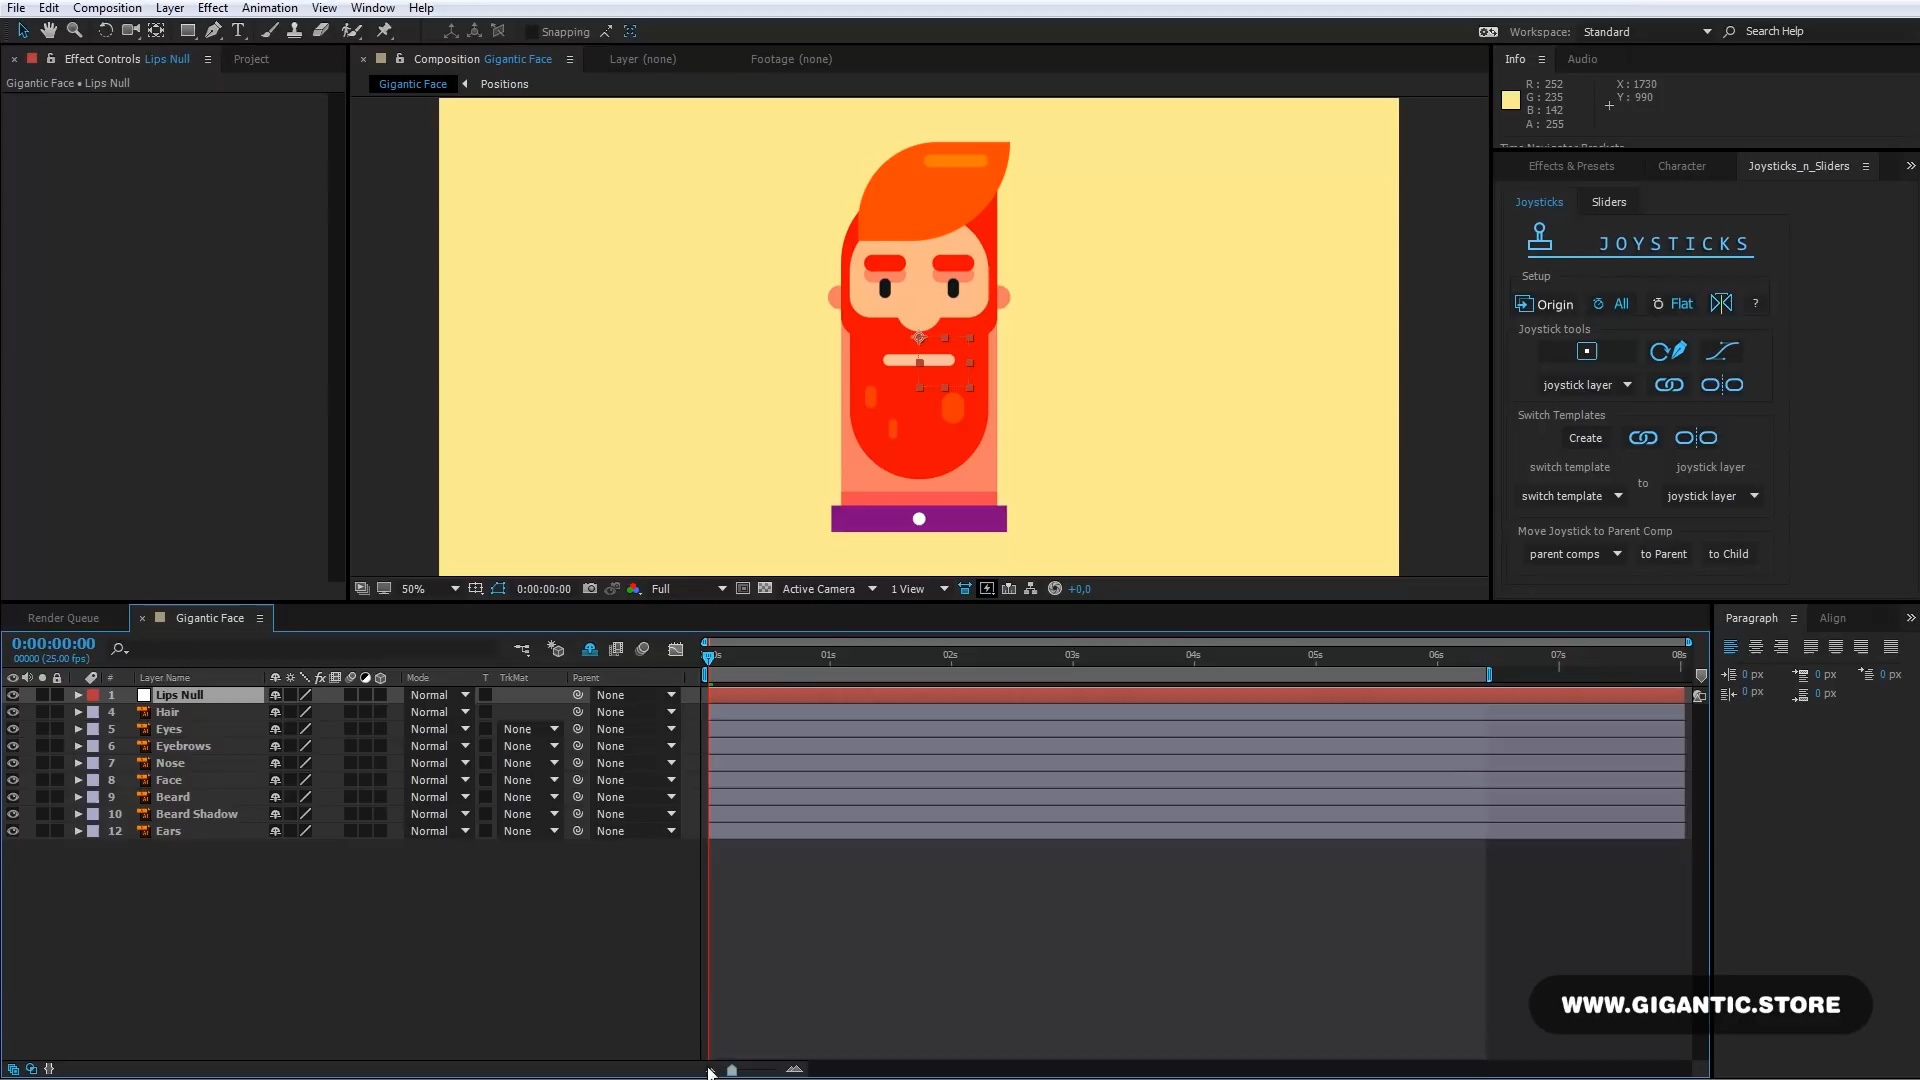 File Edit Composition Layer Effect Animation View Window Help
Snapping
Workspace: Standard Search Help
Effect Controls Lips Null Project
Gigantic Face • Lips Null
Composition Gigantic Face Layer (none) Footage (none)
Gigantic Face Positions
Info Audio
R: 252 X: 1730
G: 235 Y: 990
B: 142
A: 255
Effects & Presets Character Joysticks_n_Sliders
Joysticks Sliders
JOYSTICKS
Setup
Origin All Flat ?
Joystick tools
joystick layer
Switch Templates
Create
switch template joystick layer
to
switch template joystick layer
Move Joystick to Parent Comp
parent comps to Parent to Child
50% 0:00:00:00 Full Active Camera 1 View +0,0
Render Queue Gigantic Face
0:00:00:00
00000 (25.00 fps)
01s 02s 03s 04s 05s 06s 07s 08s
# Layer Name Mode T TrkMat Parent
1 Lips Null Normal None
4 Hair Normal None
5 Eyes Normal None None
6 Eyebrows Normal None None
7 Nose Normal None None
8 Face Normal None None
9 Beard Normal None None
10 Beard Shadow Normal None None
12 Ears Normal None None
Paragraph Align
0 px 0 px 0 px
0 px 0 px
WWW.GIGANTIC.STORE